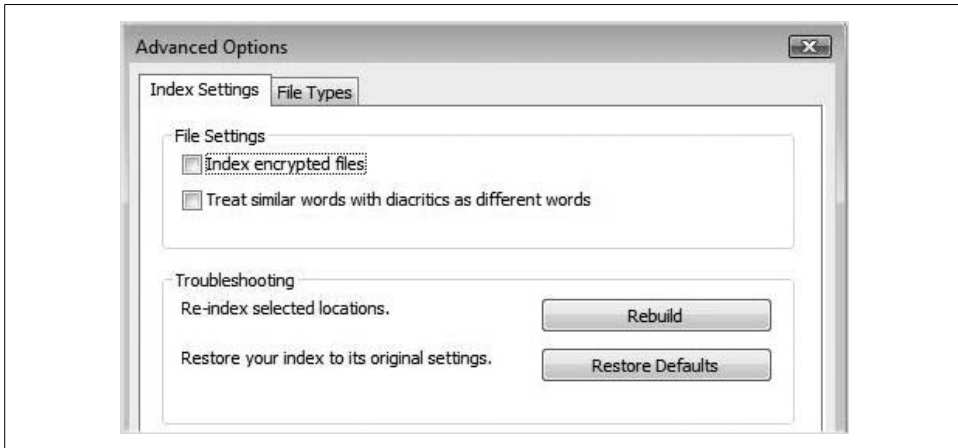 Advanced Options
Index Settings File Types
File Settings
Index encrypted files
Treat similar words with diacritics as different words
Troubleshooting
Re-index selected locations. Rebuild
Restore your index to its original settings. Restore Defaults